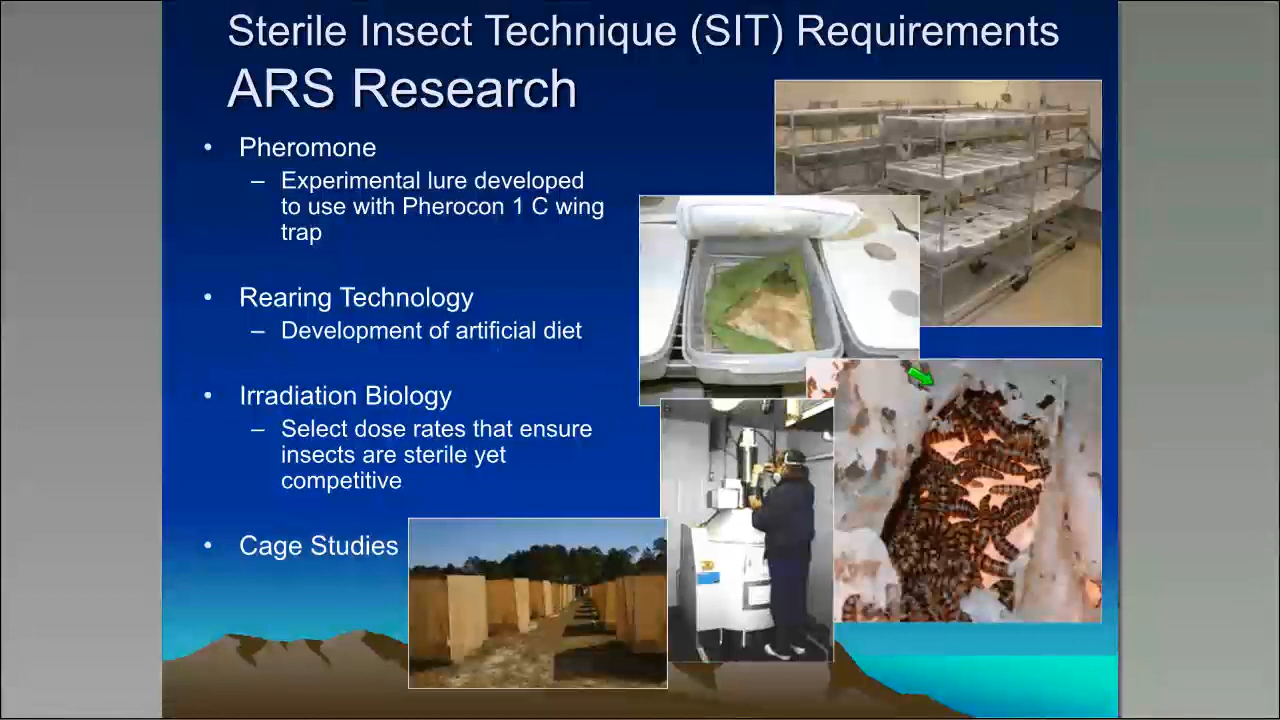 Sterile Insect Technique (SIT) Requirements
ARS Research
• Pheromone
– Experimental lure developed
to use with Pherocon 1 C wing
trap
• Rearing Technology
– Development of artificial diet
• Irradiation Biology
– Select dose rates that ensure
insects are sterile yet
competitive
• Cage Studies